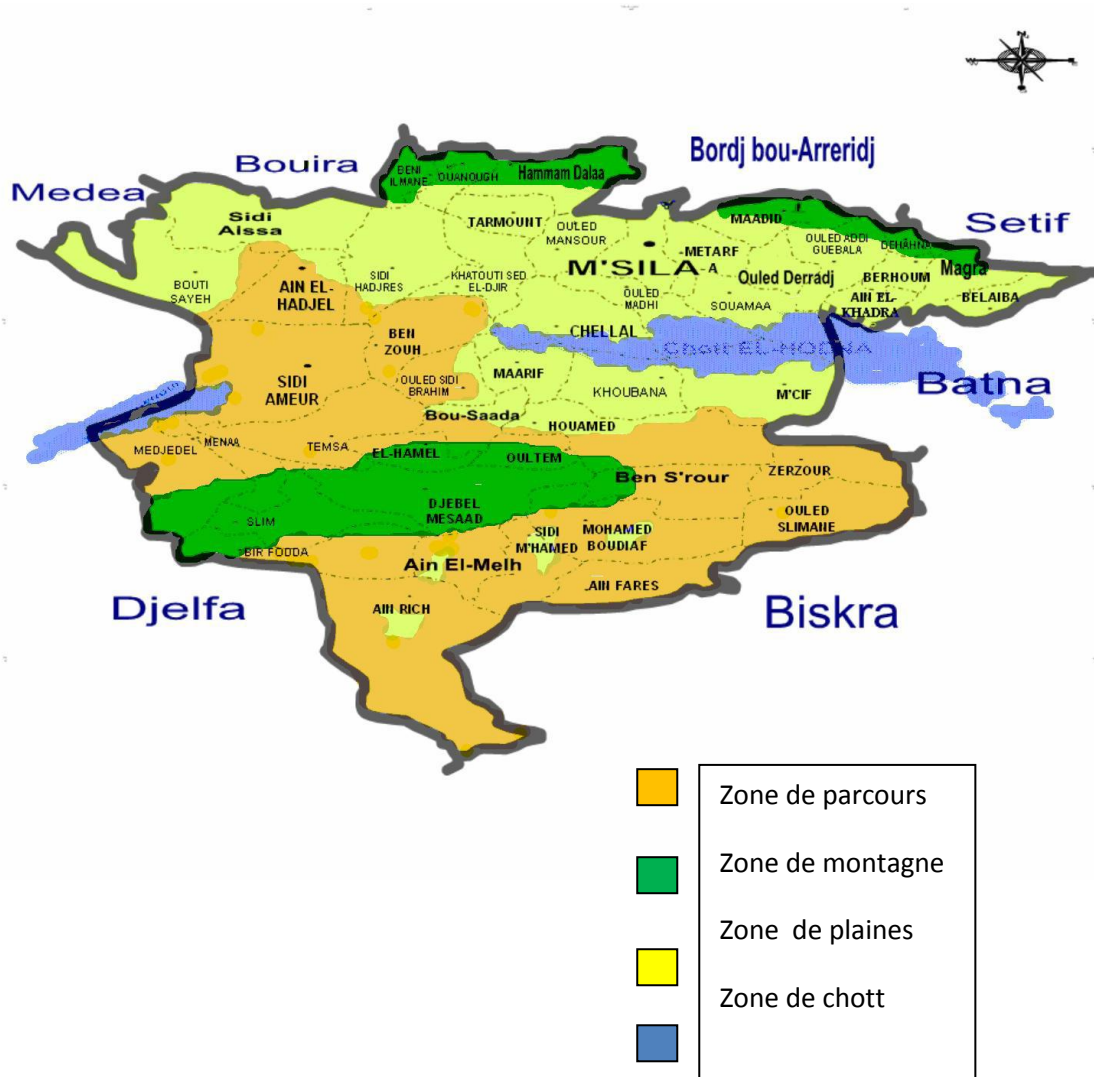 N
W
E
S
Bordj bou-Arreridj
Bouira
Medea
Setif
BENI
ILMANE
OUANOUGH
Hammam Dalaa
Sidi
Aissa
TARMOUNT
OULED
MANSOUR
MAADID
OULED ADDI
GUEBALA
DEHAHNA
METARF
M'SILA
-A
Ouled Derradj
BERHOUM
Magra
BELAIBA
AIN EL-
KHADRA
BOUTI
SAYEH
AIN EL-
HADJEL
SIDI
HADJRES
KHATOUTI SED
EL-DJIR
OULED
MADHI
SOUAMAA
CHELLAL
Chott EL-HODNA
BEN
ZOUH
MAARIF
Batna
SIDI
AMEUR
OULED SIDI
BRAHIM
KHOUBANA
M'CIF
Bou-Saada
HOUAMED
MEDJEDEL
MENAA
TEMSA
EL-HAMEL
OULTEM
Ben S'rour
ZERZOUR
DJEBEL
MESAAD
SLIM
OULED
SLIMANE
SIDI
M'HAMED
MOHAMED
BOUDIAF
BIR FODDA
Ain El-Melh
AIN FARES
AIN RICH
Djelfa
Biskra
Zone de parcours
Zone de montagne
Zone de plaines
Zone de chott